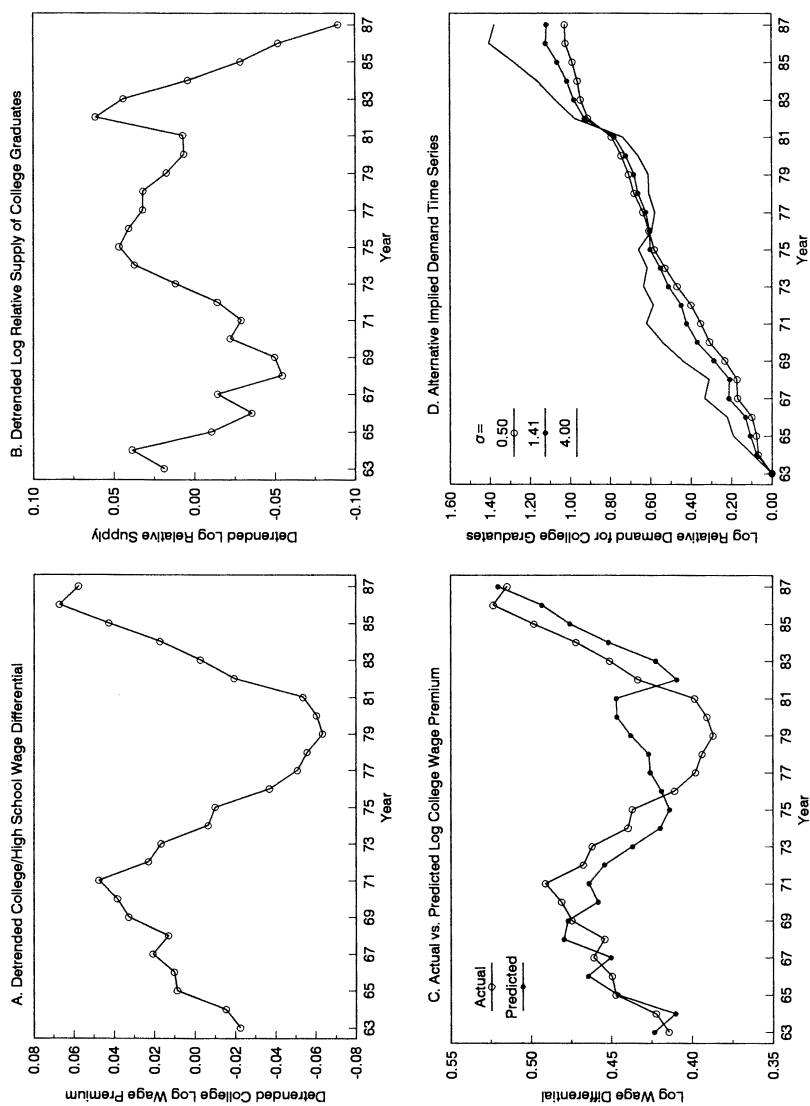 A. Detrended College/High School Wage Differential
Detrended College Log Wage Premium
0.08
0.06
0.04
0.02
0.00
-0.02
-0.04
-0.06
-0.08
63 65 67 69 71 73 75 77 79 81 83 85 87
Year
B. Detrended Log Relative Supply of College Graduates
Detrended Log Relative Supply
0.10
0.05
0.00
-0.05
-0.10
63 65 67 69 71 73 75 77 79 81 83 85 87
Year
C. Actual vs. Predicted Log College Wage Premium
Log Wage Differential
0.55
0.50
0.45
0.40
0.35
Actual
Predicted
63 65 67 69 71 73 75 77 79 81 83 85 87
Year
D. Alternative Implied Demand Time Series
Log Relative Demand for College Graduates
1.60
1.40
1.20
1.00
0.80
0.60
0.40
0.20
0.00
σ=
0.50
1.41
4.00
63 65 67 69 71 73 75 77 79 81 83 85 87
Year